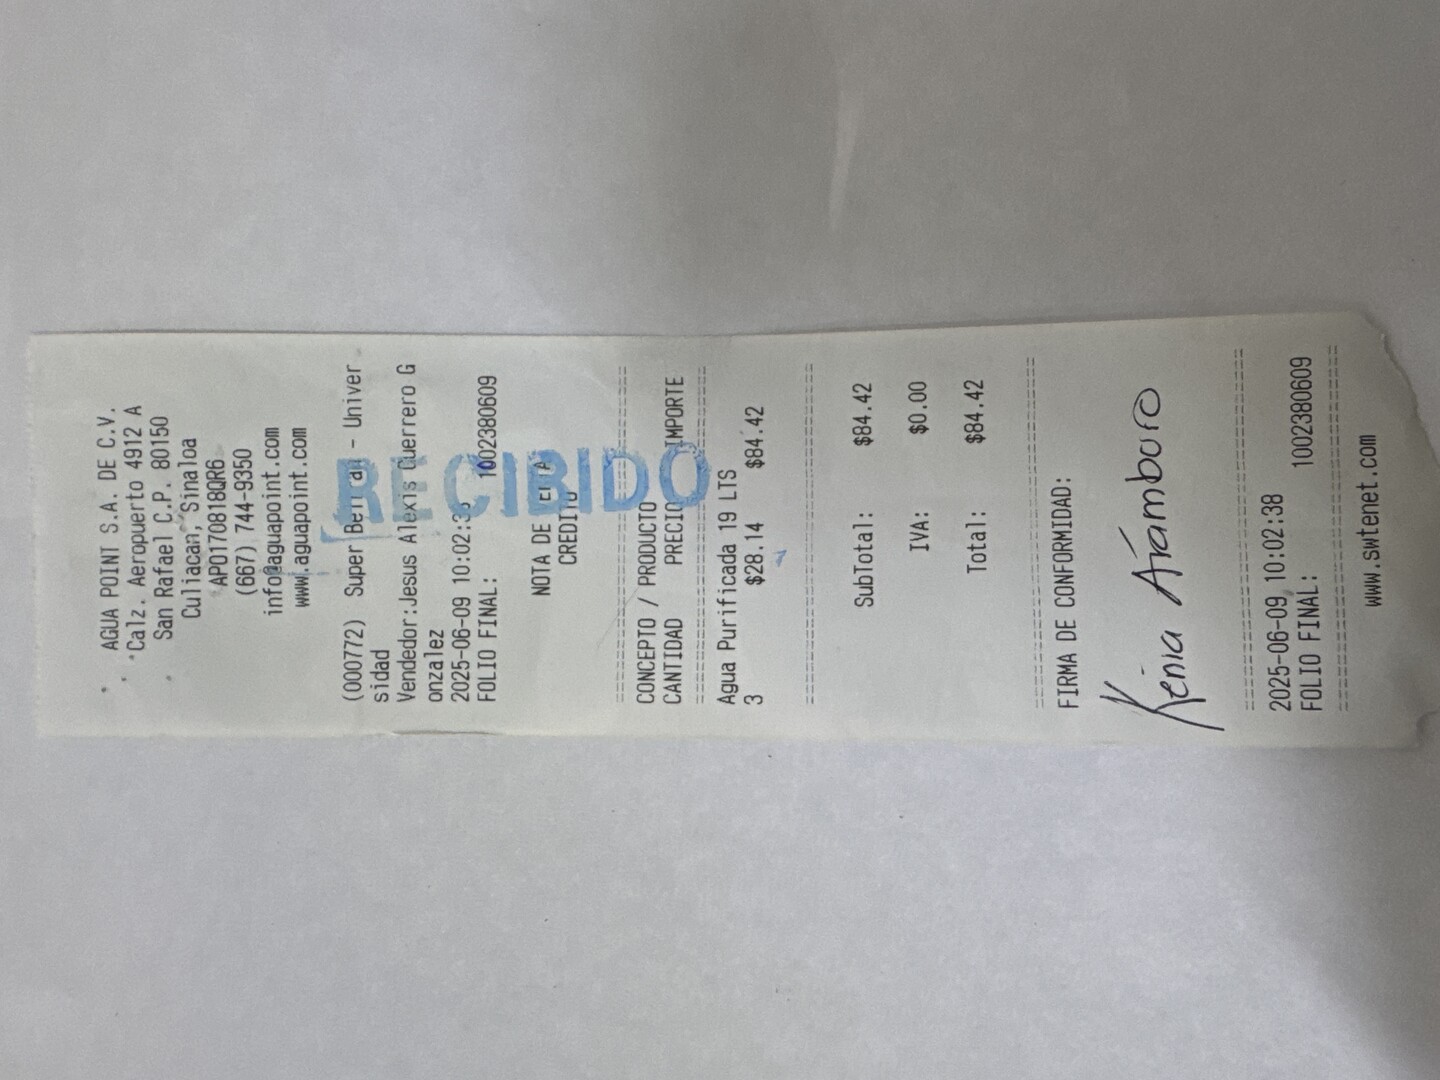 AGUA POINT S.A. DE C.V.
Calz. Aeropuerto 4912 A
San Rafael C.P. 80150
Culiacan, Sinaloa
APO170818QR6
(667) 744-9350
info@aguapoint.com
www.aguapoint.com
(000772) Super - Univer
sidad
Vendedor:Jesus Alexis Guerrero G
onzalez
2025-06-09 10:02:38
FOLIO FINAL: 1002380609
RECIBIDO
NOTA DE
CREDITO
CONCEPTO / PRODUCTO
CANTIDAD PRECIO IMPORTE
Agua Purificada 19 LTS
3 $28.14 $84.42
SubTotal: $84.42
IVA: $0.00
Total: $84.42
FIRMA DE CONFORMIDAD:
Kenia Aramburo
2025-06-09 10:02:38
FOLIO FINAL: 1002380609
www.swtenet.com